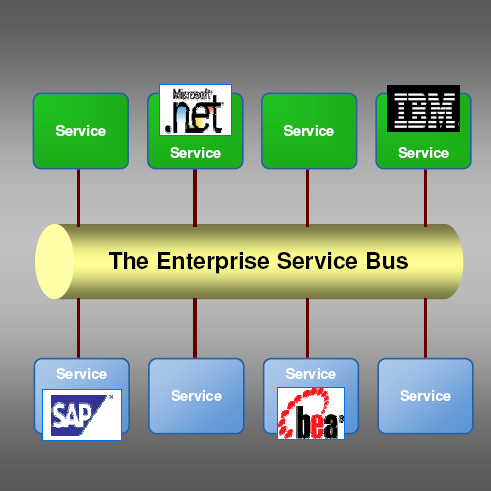 Service
Microsoft
.net
Service
Service
IBM
Service
The Enterprise Service Bus
Service
SAP
Service
Service
bea
Service